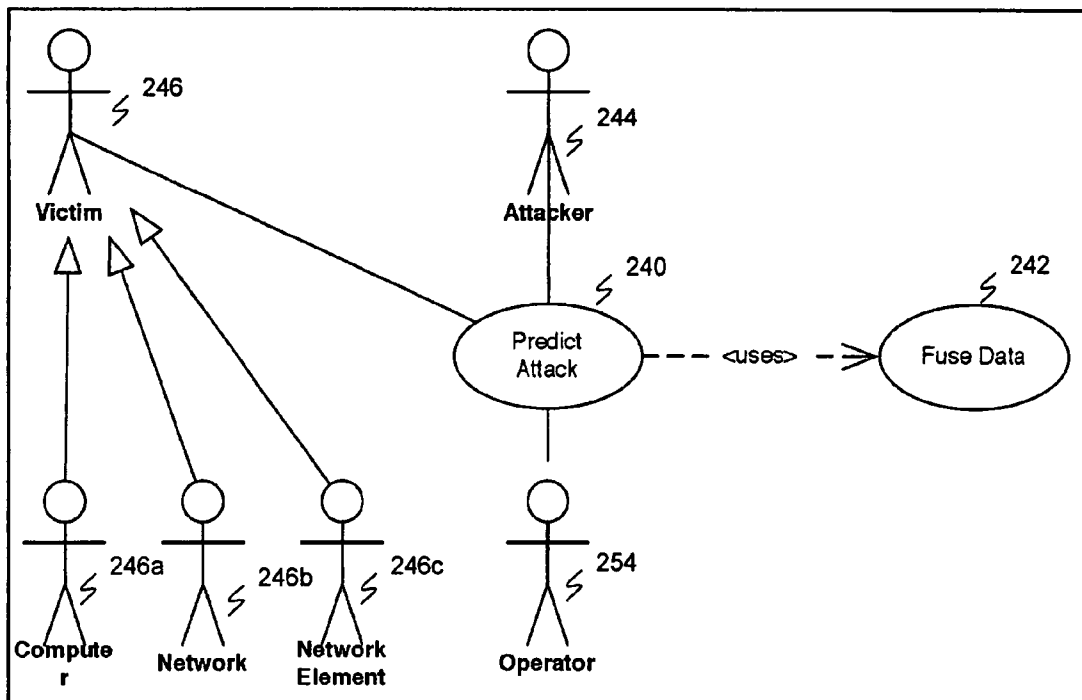 246
244
Victim
Attacker
240
242
Predict
Attack
<uses>
Fuse Data
246a
246b
246c
254
Compute
r
Network
Network
Element
Operator